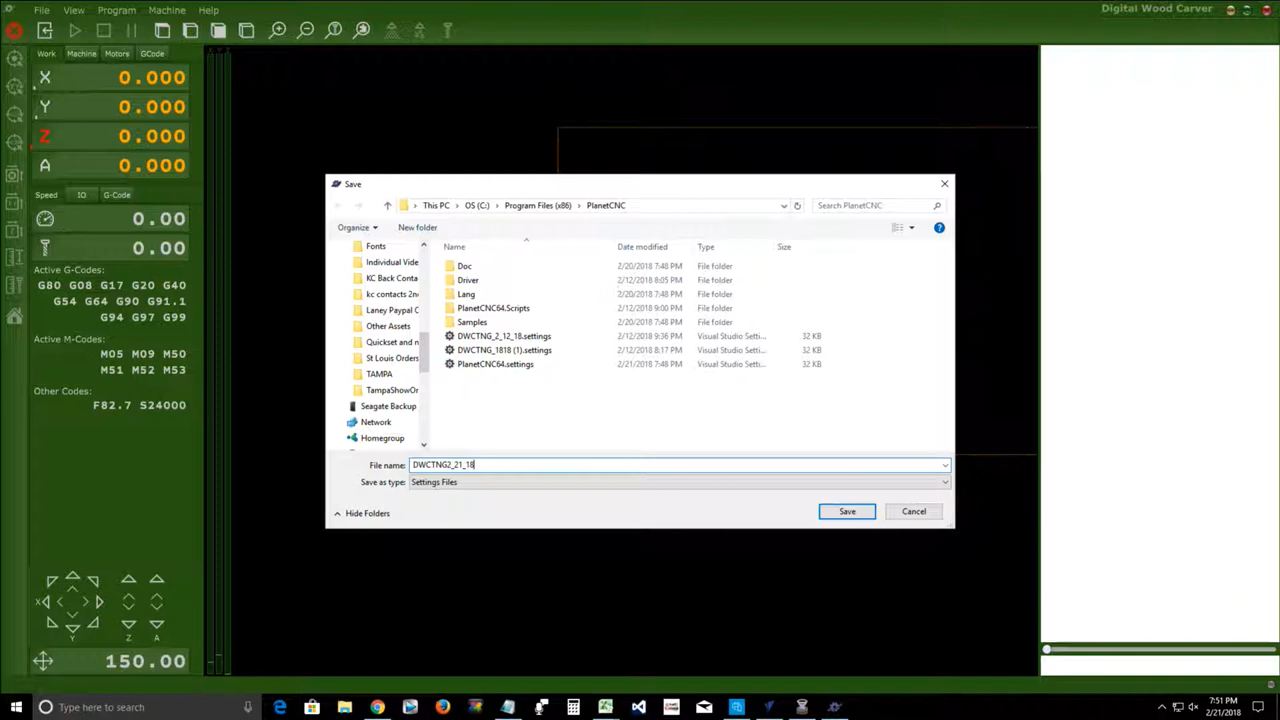 File View Program Machine Help
Digital Wood Carver
Work Machine Motors GCode
X 0.000
Y 0.000
Z 0.000
A 0.000
Speed IO G-Code
0.00
0.00
Active G-Codes:
G80 G08 G17 G20 G40
G54 G64 G90 G91.1
G94 G97 G99
Active M-Codes:
M05 M09 M50
M51 M52 M53
Other Codes:
F82.7 S24000
X
Y
Z
A
150.00
Save
This PC > OS (C:) > Program Files (x86) > PlanetCNC
Search PlanetCNC
Organize
New folder
Fonts
Individual Vide
KC Back Conta
kc contacts 2n
Laney Paypal C
Other Assets
Quickset and n
St Louis Orders
TAMPA
TampaShowOr
Seagate Backup
Network
Homegroup
Name Date modified Type Size
Doc 2/20/2018 7:48 PM File folder
Driver 2/12/2018 8:05 PM File folder
Lang 2/20/2018 7:48 PM File folder
PlanetCNC64.Scripts 2/12/2018 9:00 PM File folder
Samples 2/20/2018 7:48 PM File folder
DWCTNG_2_12_18.settings 2/12/2018 9:36 PM Visual Studio Setti... 32 KB
DWCTNG_1818 (1).settings 2/12/2018 8:17 PM Visual Studio Setti... 32 KB
PlanetCNC64.settings 2/21/2018 7:48 PM Visual Studio Setti... 32 KB
File name: DWCTNG2_21_18
Save as type: Settings Files
Hide Folders
Save
Cancel
Type here to search
7:51 PM
2/21/2018